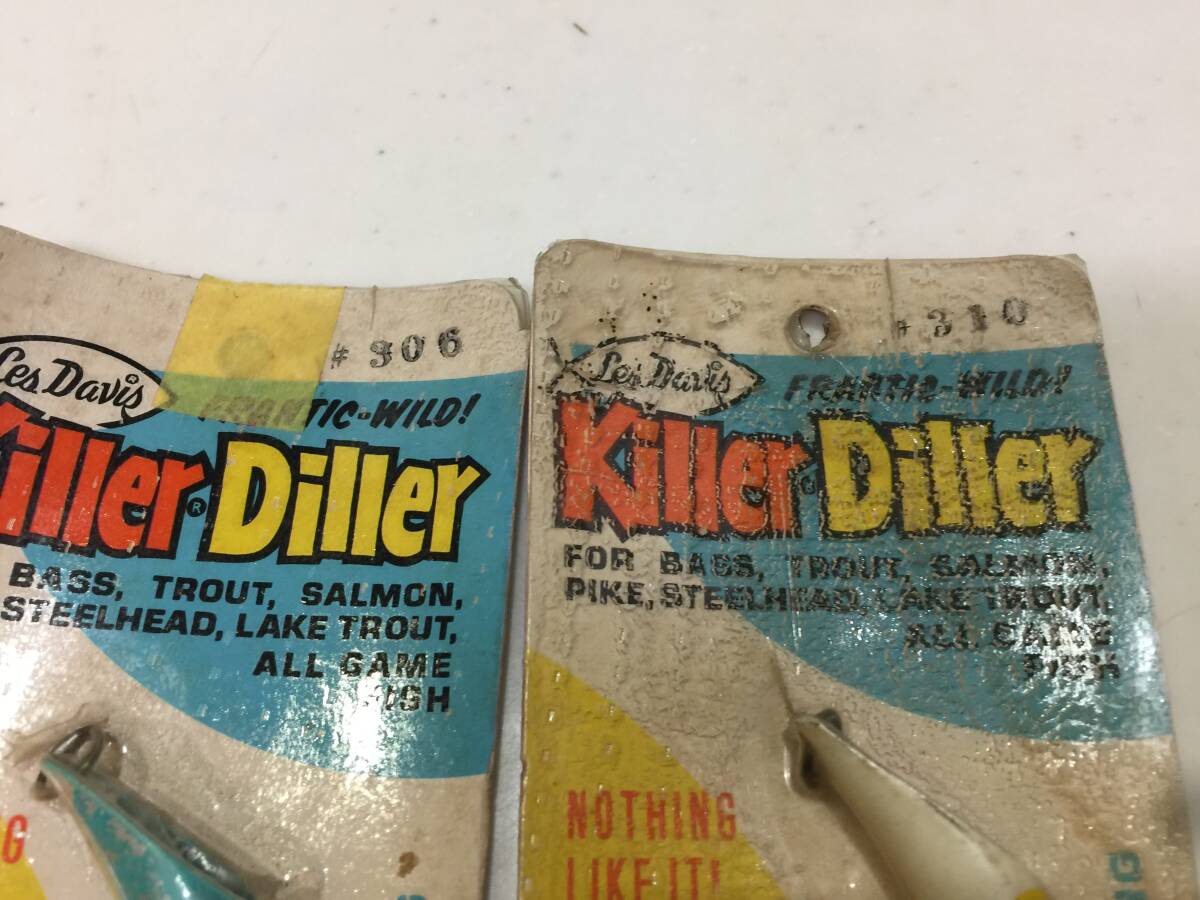 # 306
Les Davis
FRANTIC-WILD!
Killer® Diller
BASS, TROUT, SALMON,
STEELHEAD, LAKE TROUT,
ALL GAME
FISH
G
# 310
Les Davis
FRANTIC-WILD!
Killer® Diller
FOR BASS, TROUT, SALMON,
PIKE, STEELHEAD, LAKE TROUT,
ALL GAME
FISH
NOTHING
LIKE IT!
NG